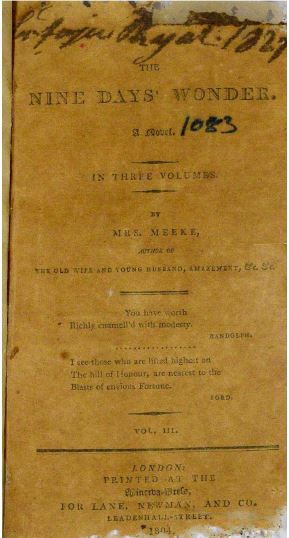 1827
THE
NINE DAYS' WONDER.
A Novel.
1083
IN THREE VOLUMES.
BY
MRS. MEEKE,
AUTHOR OF
THE OLD WIFE AND YOUNG HUSBAND, AMAZEMENT, &c. &c.
You have worth
Richly enamell'd with modesty.
RANDOLPH.
I see those who are lifted highest on
The hill of Honour, are nearest to the
Blasts of envious Fortune.
FORD.
VOL. III.
LONDON:
PRINTED AT THE
Minerva-Press,
FOR LANE, NEWMAN, AND CO.
LEADENHALL-STREET.
1804.